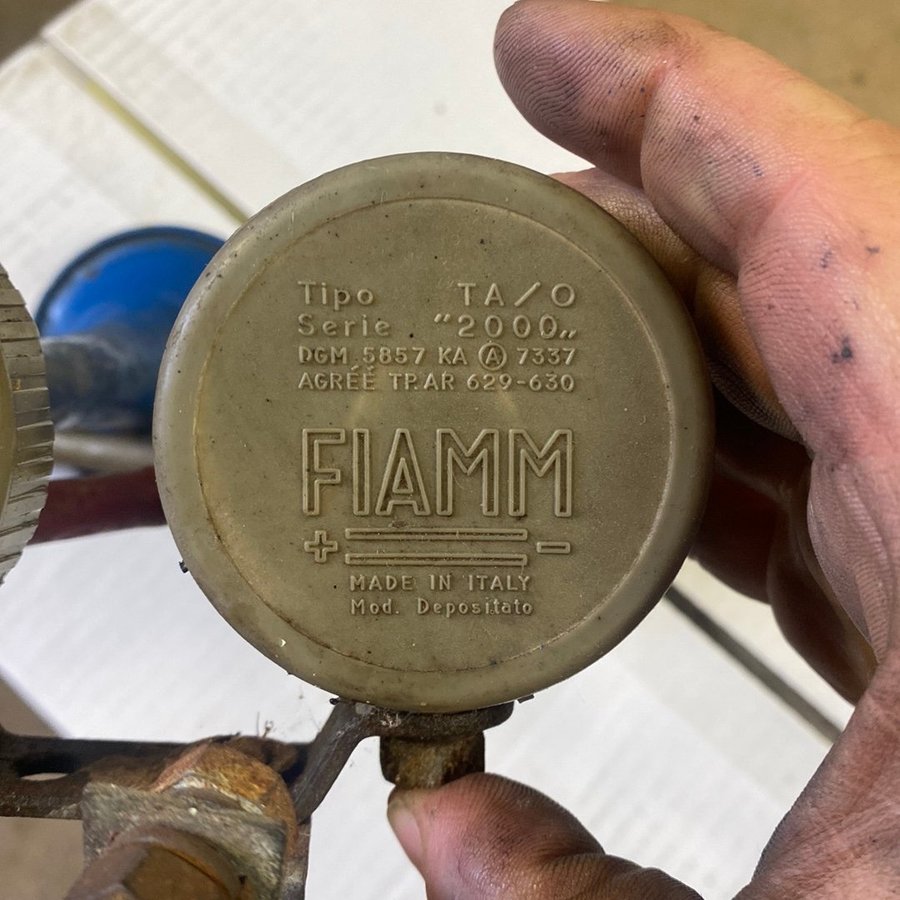 Tipo TA/O
Serie "2000„
DGM 5857 KA Ⓐ 7337
AGRÉÉ TP.AR 629-630
FIAMM
+ −
MADE IN ITALY
Mod. Depositato